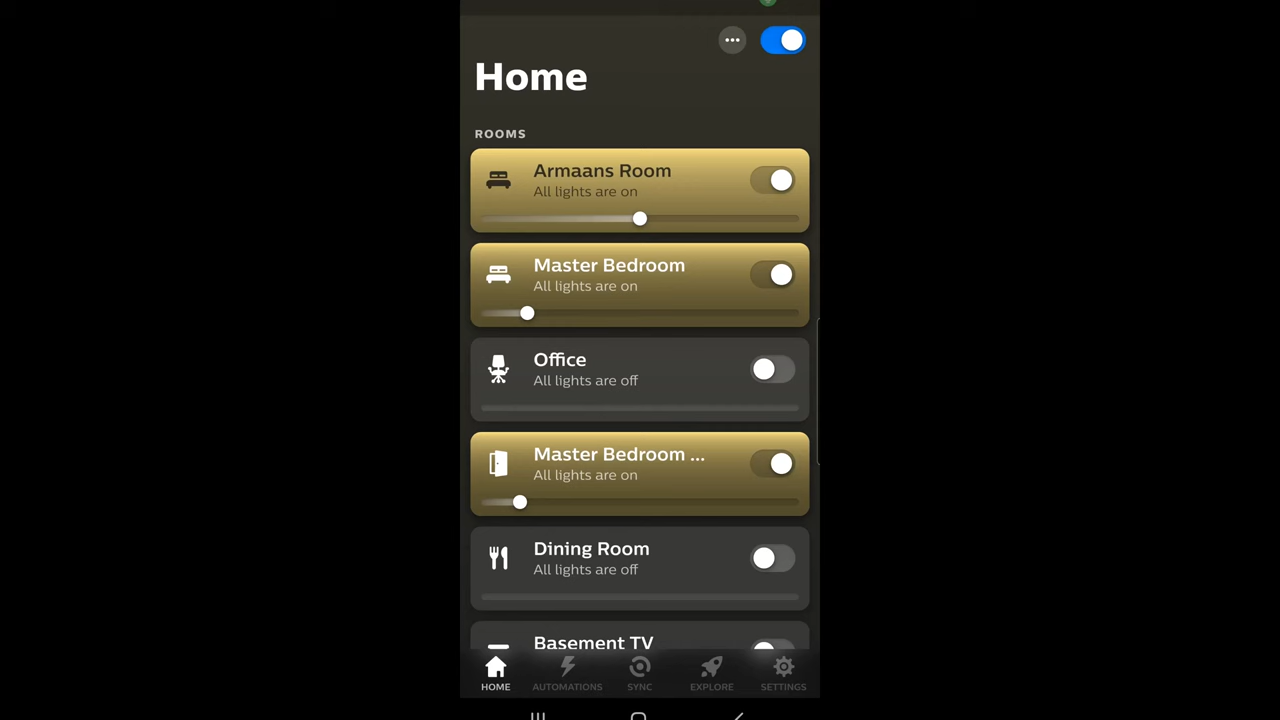 Home
ROOMS
Armaans Room
All lights are on
Master Bedroom
All lights are on
Office
All lights are off
Master Bedroom ...
All lights are on
Dining Room
All lights are off
Basement TV
HOME AUTOMATIONS SYNC EXPLORE SETTINGS